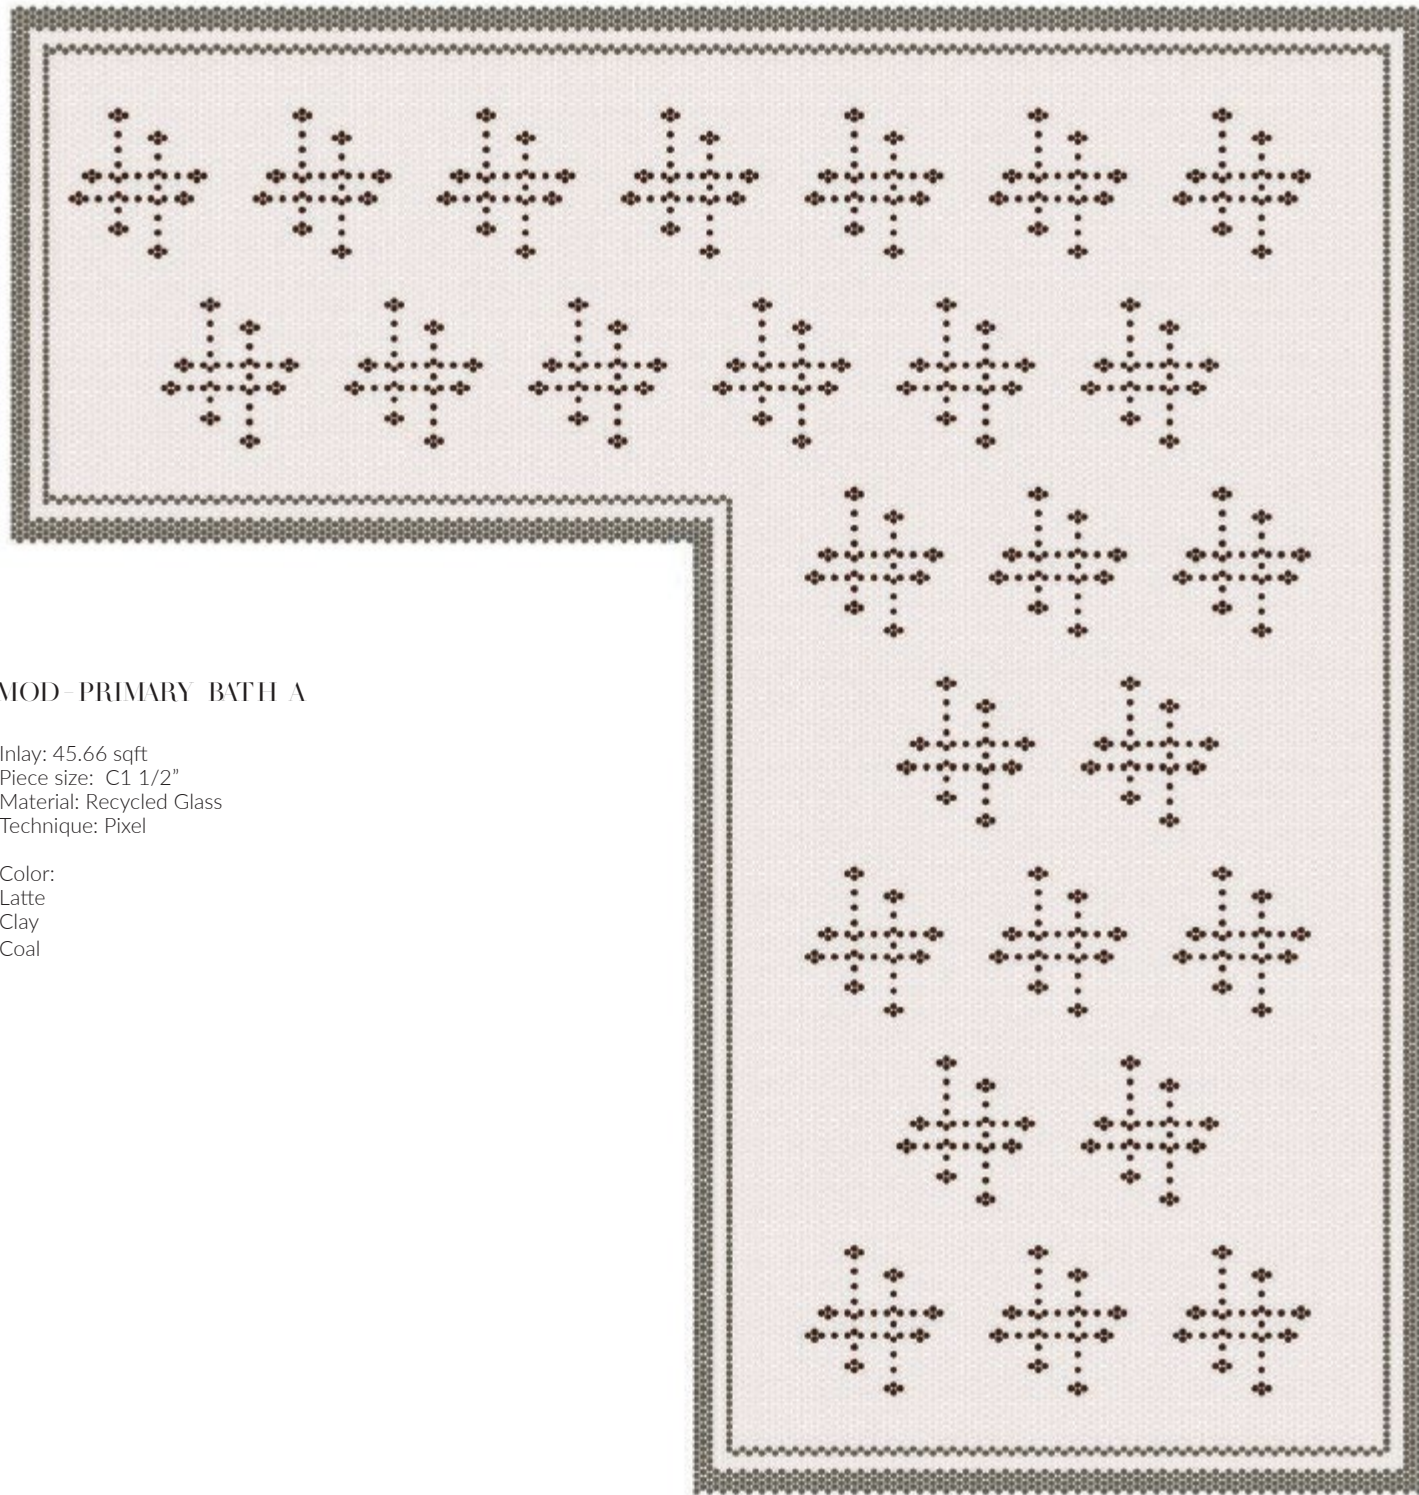 MOD-PRIMARY BATH A
Inlay: 45.66 sqft
Piece size:  C1 1/2”
Material: Recycled Glass
Technique: Pixel
Color:
Latte
Clay
Coal